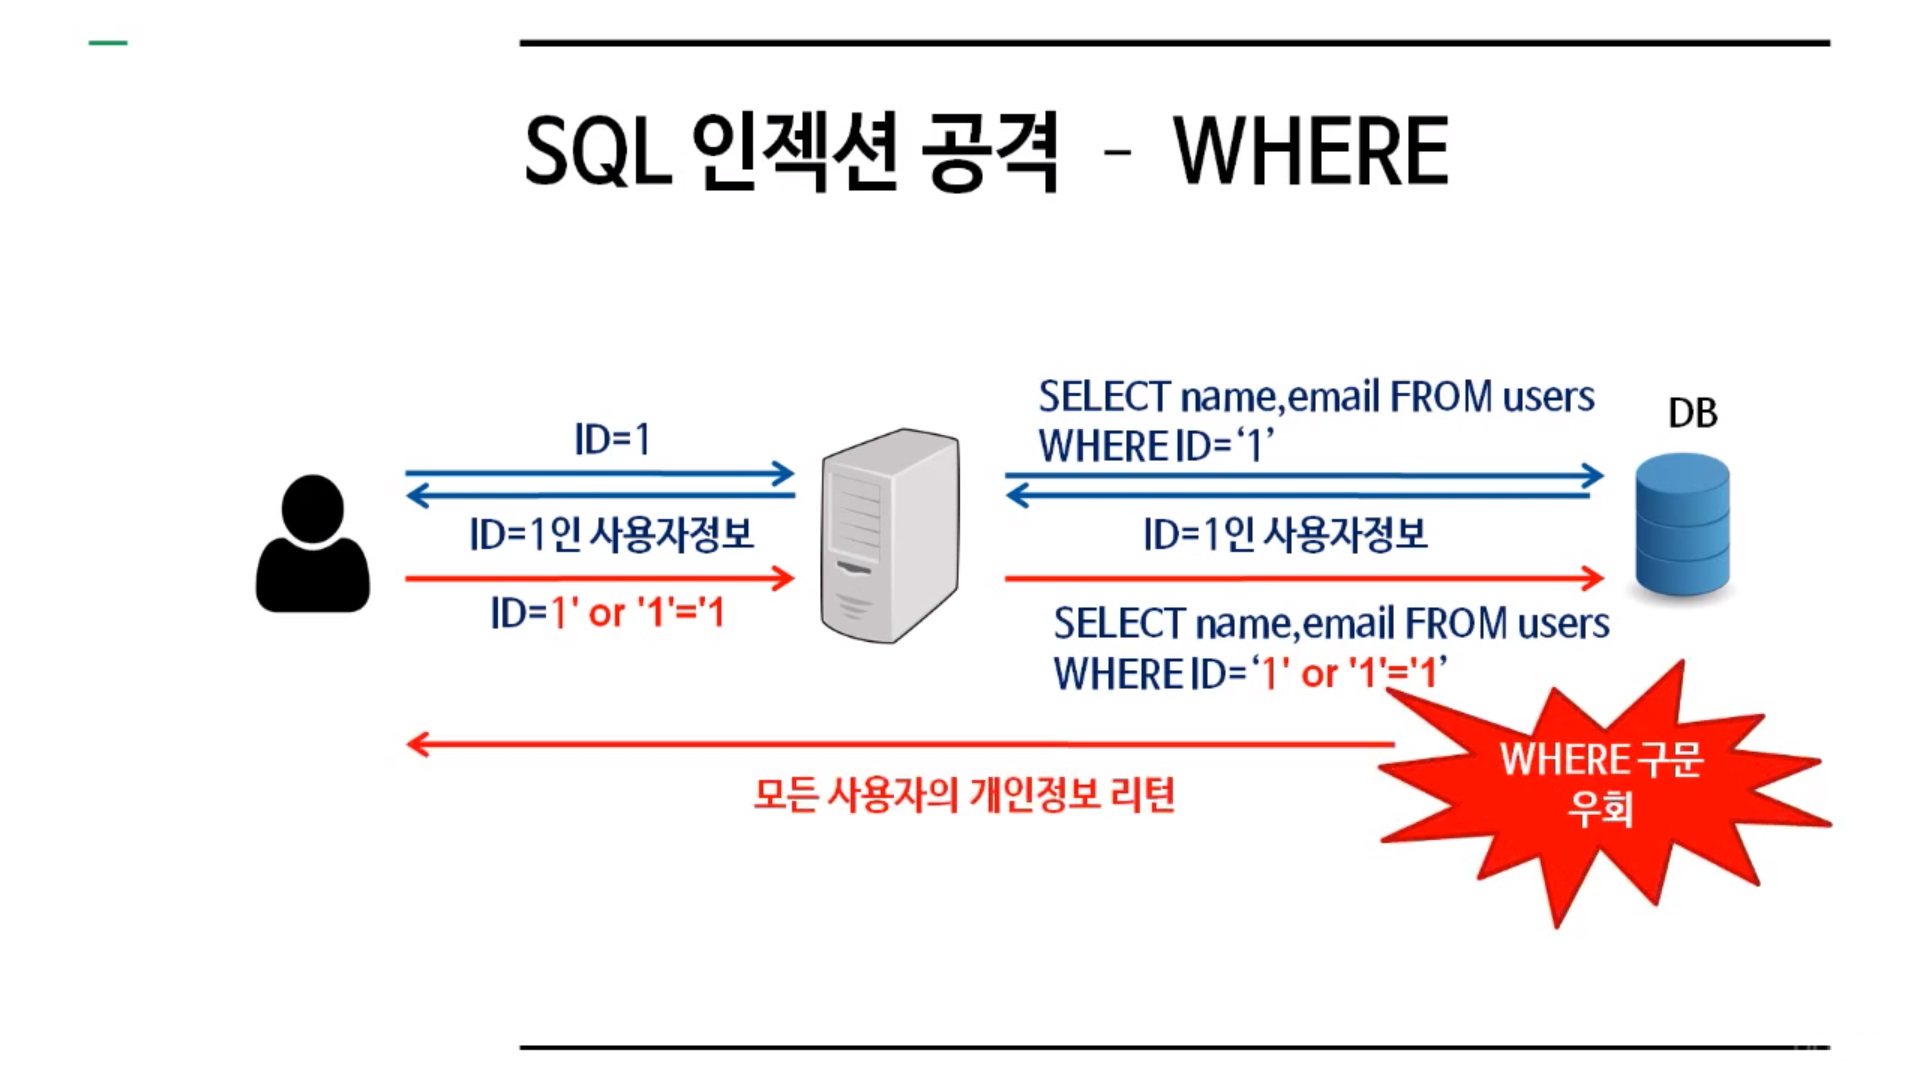 SQL 인젝션 공격 - WHERE
SELECT name,email FROM users
WHERE ID=‘1’
DB
ID=1
ID=1인 사용자정보
ID=1인 사용자정보
ID=1' or '1'='1
SELECT name,email FROM users
WHERE ID=‘1' or '1'='1’
WHERE 구문
우회
모든 사용자의 개인정보 리턴